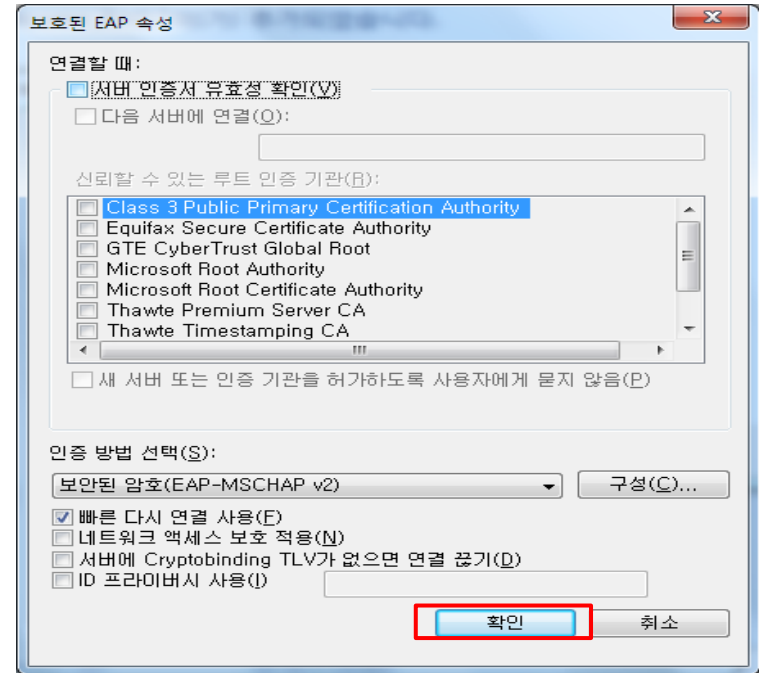 보호된 EAP 속성
연결할 때:
서버 인증서 유효성 확인(V)
다음 서버에 연결(O):
신뢰할 수 있는 루트 인증 기관(R):
Class 3 Public Primary Certification Authority
Equifax Secure Certificate Authority
GTE CyberTrust Global Root
Microsoft Root Authority
Microsoft Root Certificate Authority
Thawte Premium Server CA
Thawte Timestamping CA
새 서버 또는 인증 기관을 허가하도록 사용자에게 묻지 않음(P)
인증 방법 선택(S):
보안된 암호(EAP-MSCHAP v2)
구성(C)...
빠른 다시 연결 사용(F)
네트워크 액세스 보호 적용(N)
서버에 Cryptobinding TLV가 없으면 연결 끊기(D)
ID 프라이버시 사용(I)
확인
취소